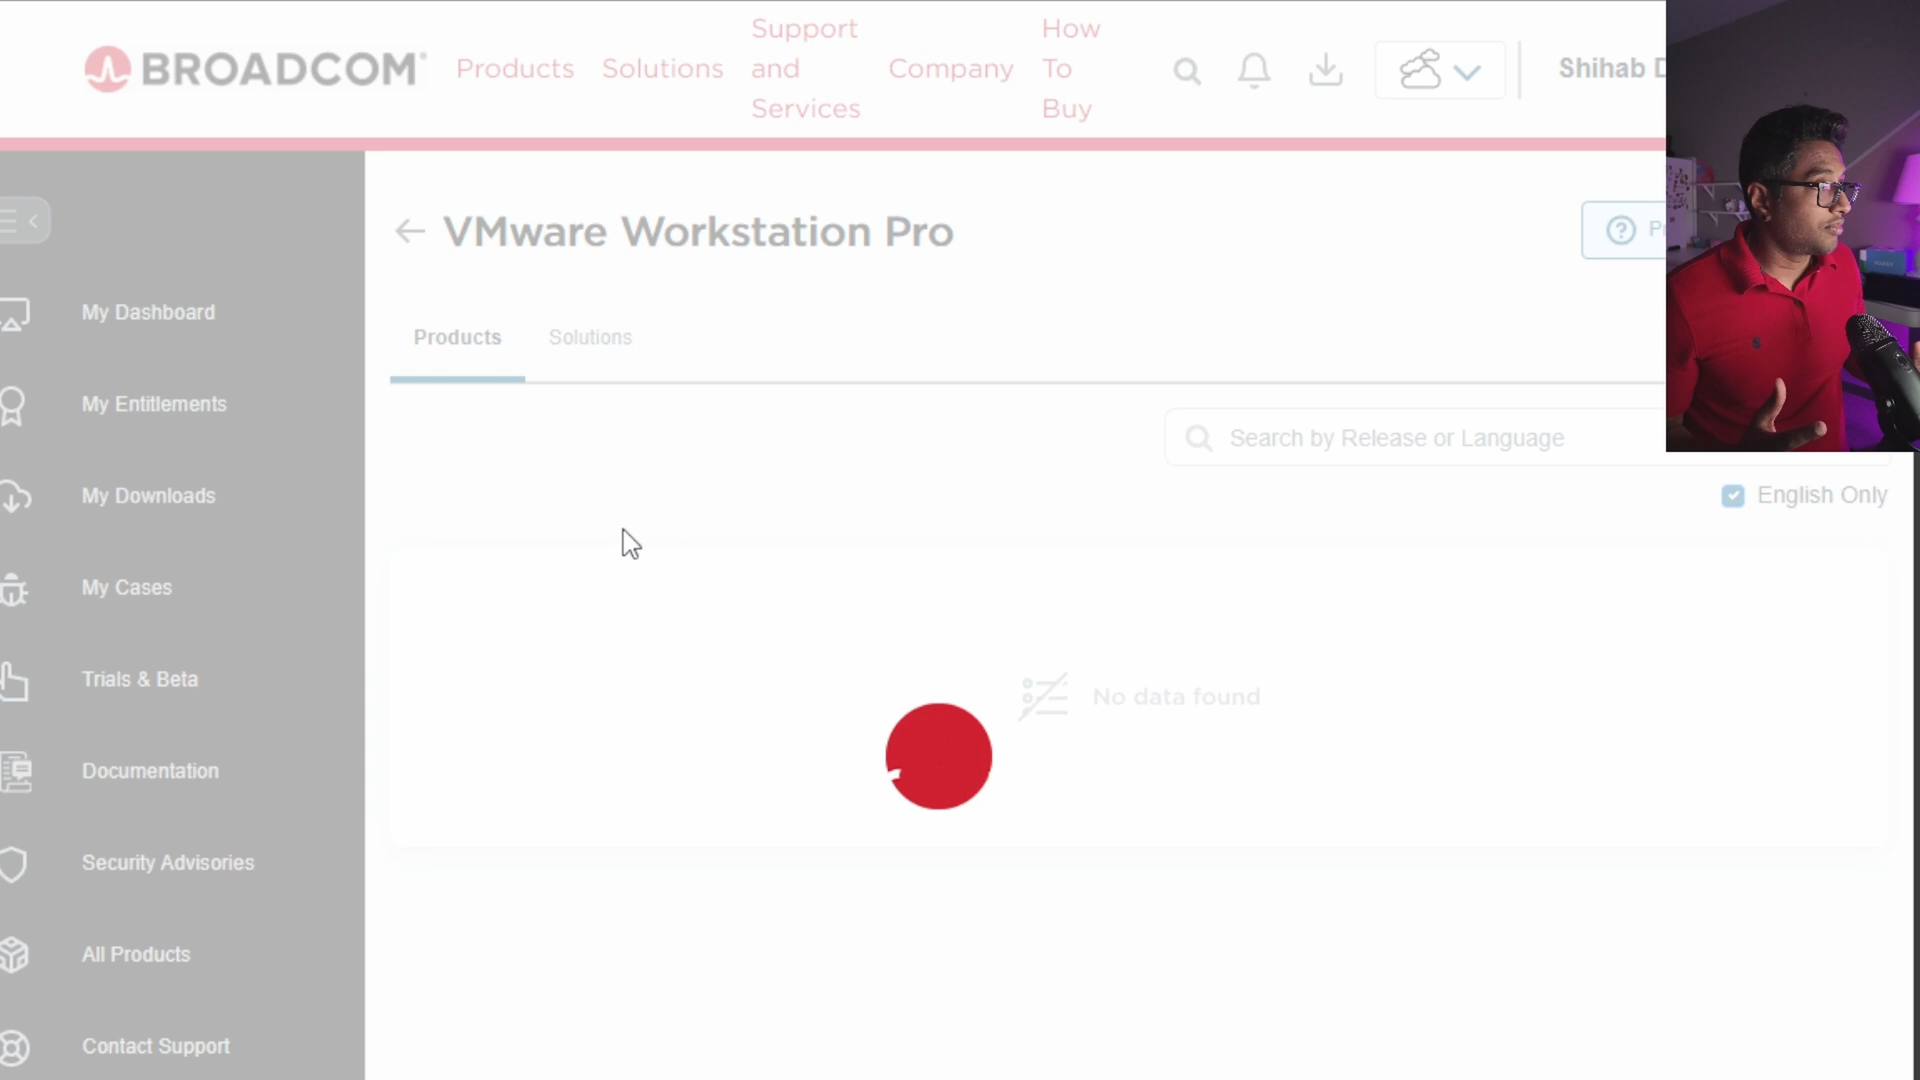 BROADCOM
Products
Solutions
Support
and
Services
Company
How
To
Buy
Shihab
VMware Workstation Pro
Products
Solutions
Search by Release or Language
English Only
My Dashboard
My Entitlements
My Downloads
My Cases
Trials & Beta
Documentation
Security Advisories
All Products
Contact Support
No data found